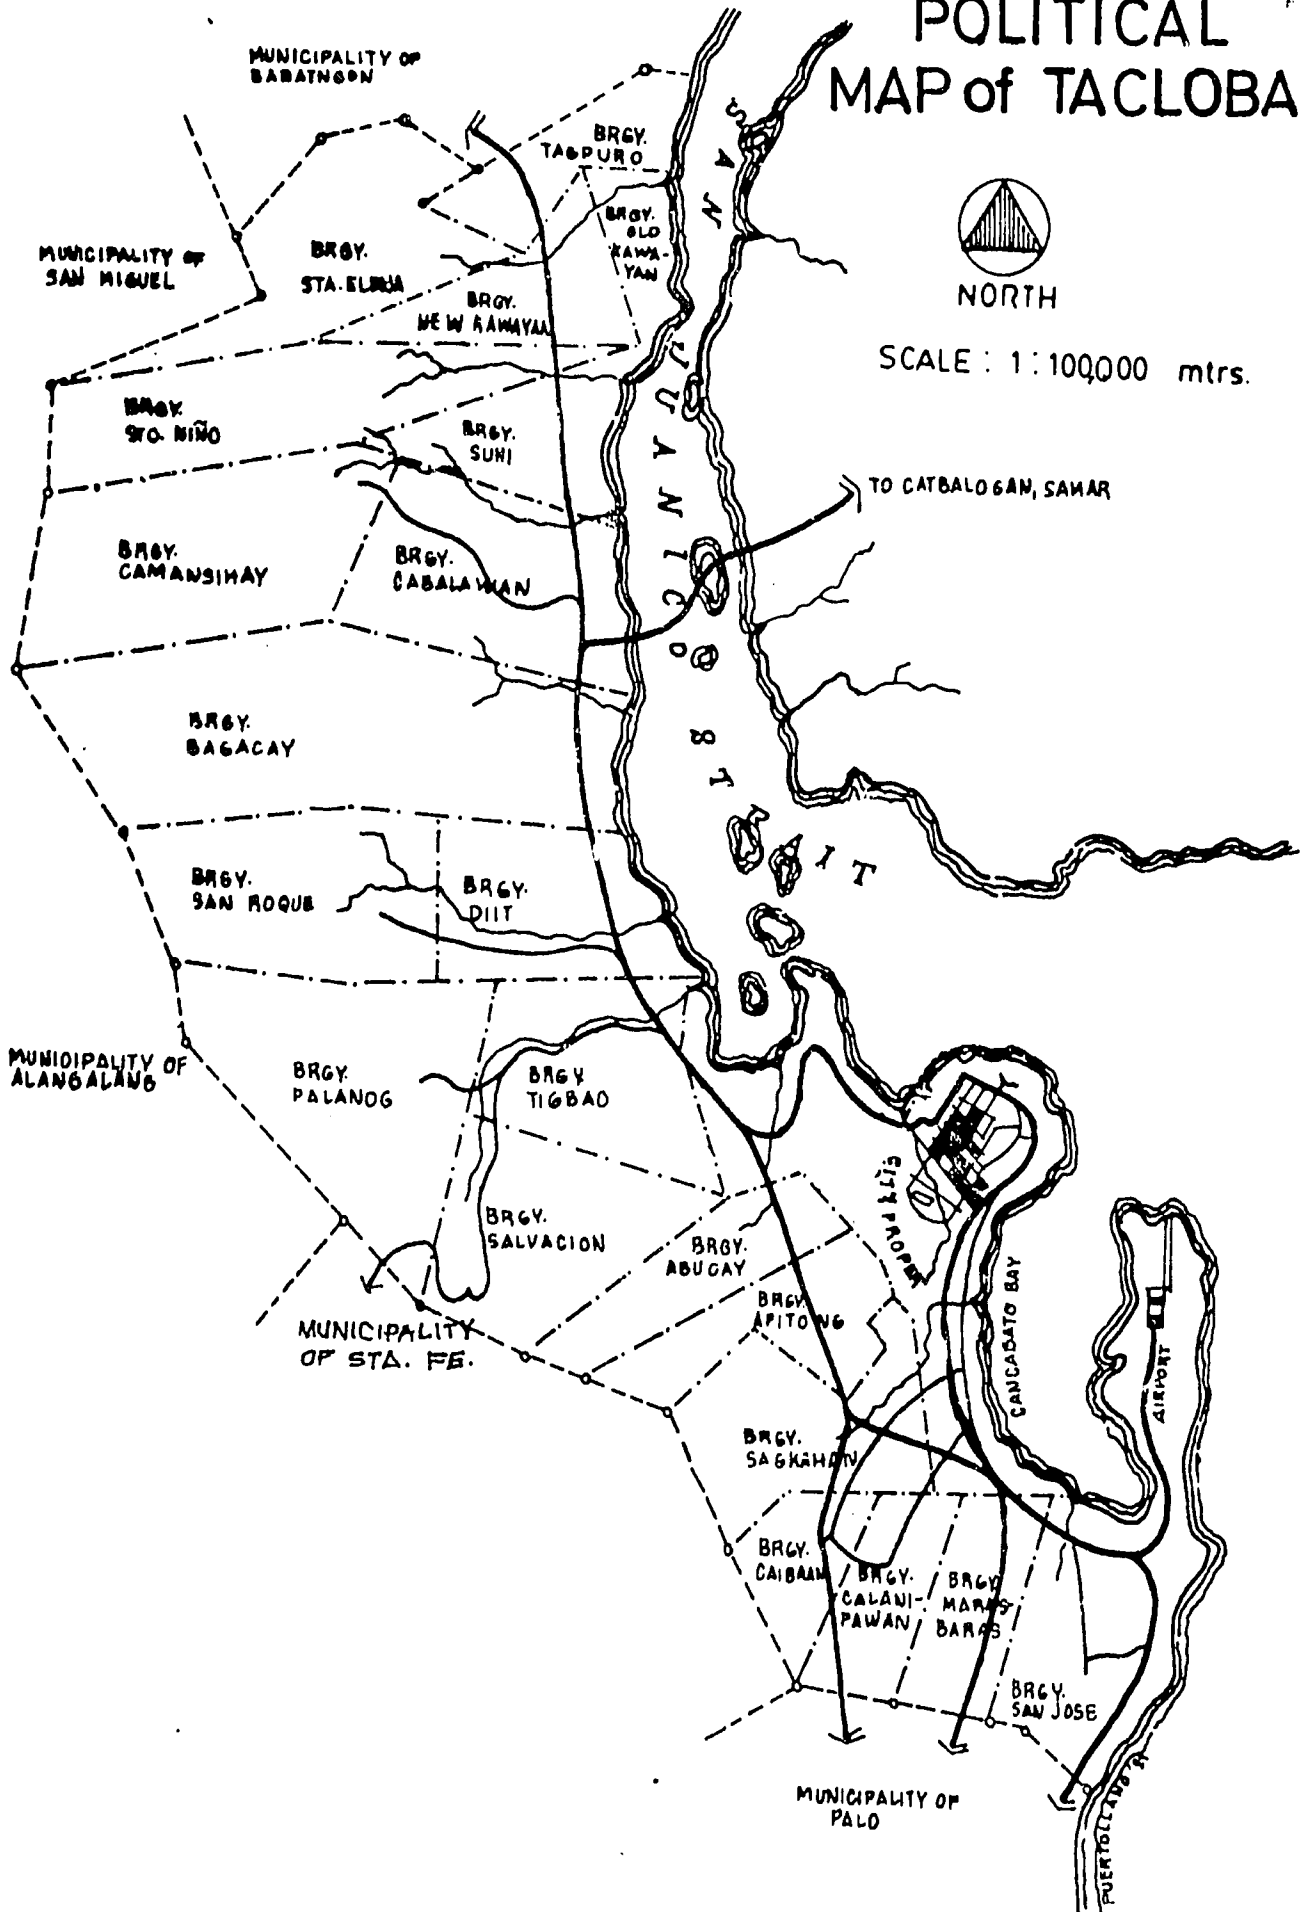 POLITICAL
MAP of TACLOBA
NORTH
SCALE : 1:100,000 mtrs.
MUNICIPALITY OF
BABATNGON
BRGY.
TAGPURO
BRGY.
OLD
KAWA-
YAN
MUNICIPALITY OF
SAN MIGUEL
BRGY.
STA. ELENA
BRGY.
NEW KAWAYAN
SAN JUANICO STRAIT
BRGY.
STO. NIÑO
BRGY.
SUHI
TO CATBALOGAN, SAMAR
BRGY.
CAMANSIHAY
BRGY.
CABALAWAN
BRGY.
BAGACAY
BRGY.
SAN ROQUE
BRGY.
DIIT
MUNICIPALITY OF
ALANGALANG
BRGY.
PALANOG
BRGY.
TIGBAO
CITY PROPER
BRGY.
SALVACION
BRGY.
ABUCAY
BRGY.
APITONG
CANCABATO BAY
AIRPORT
MUNICIPALITY
OF STA. FE.
BRGY.
SAGKAHAN
BRGY.
CAIBAAN
BRGY.
CALANI-
PAWAN
BRGY.
MARAS-
BARAS
BRGY.
SAN JOSE
MUNICIPALITY OF
PALO